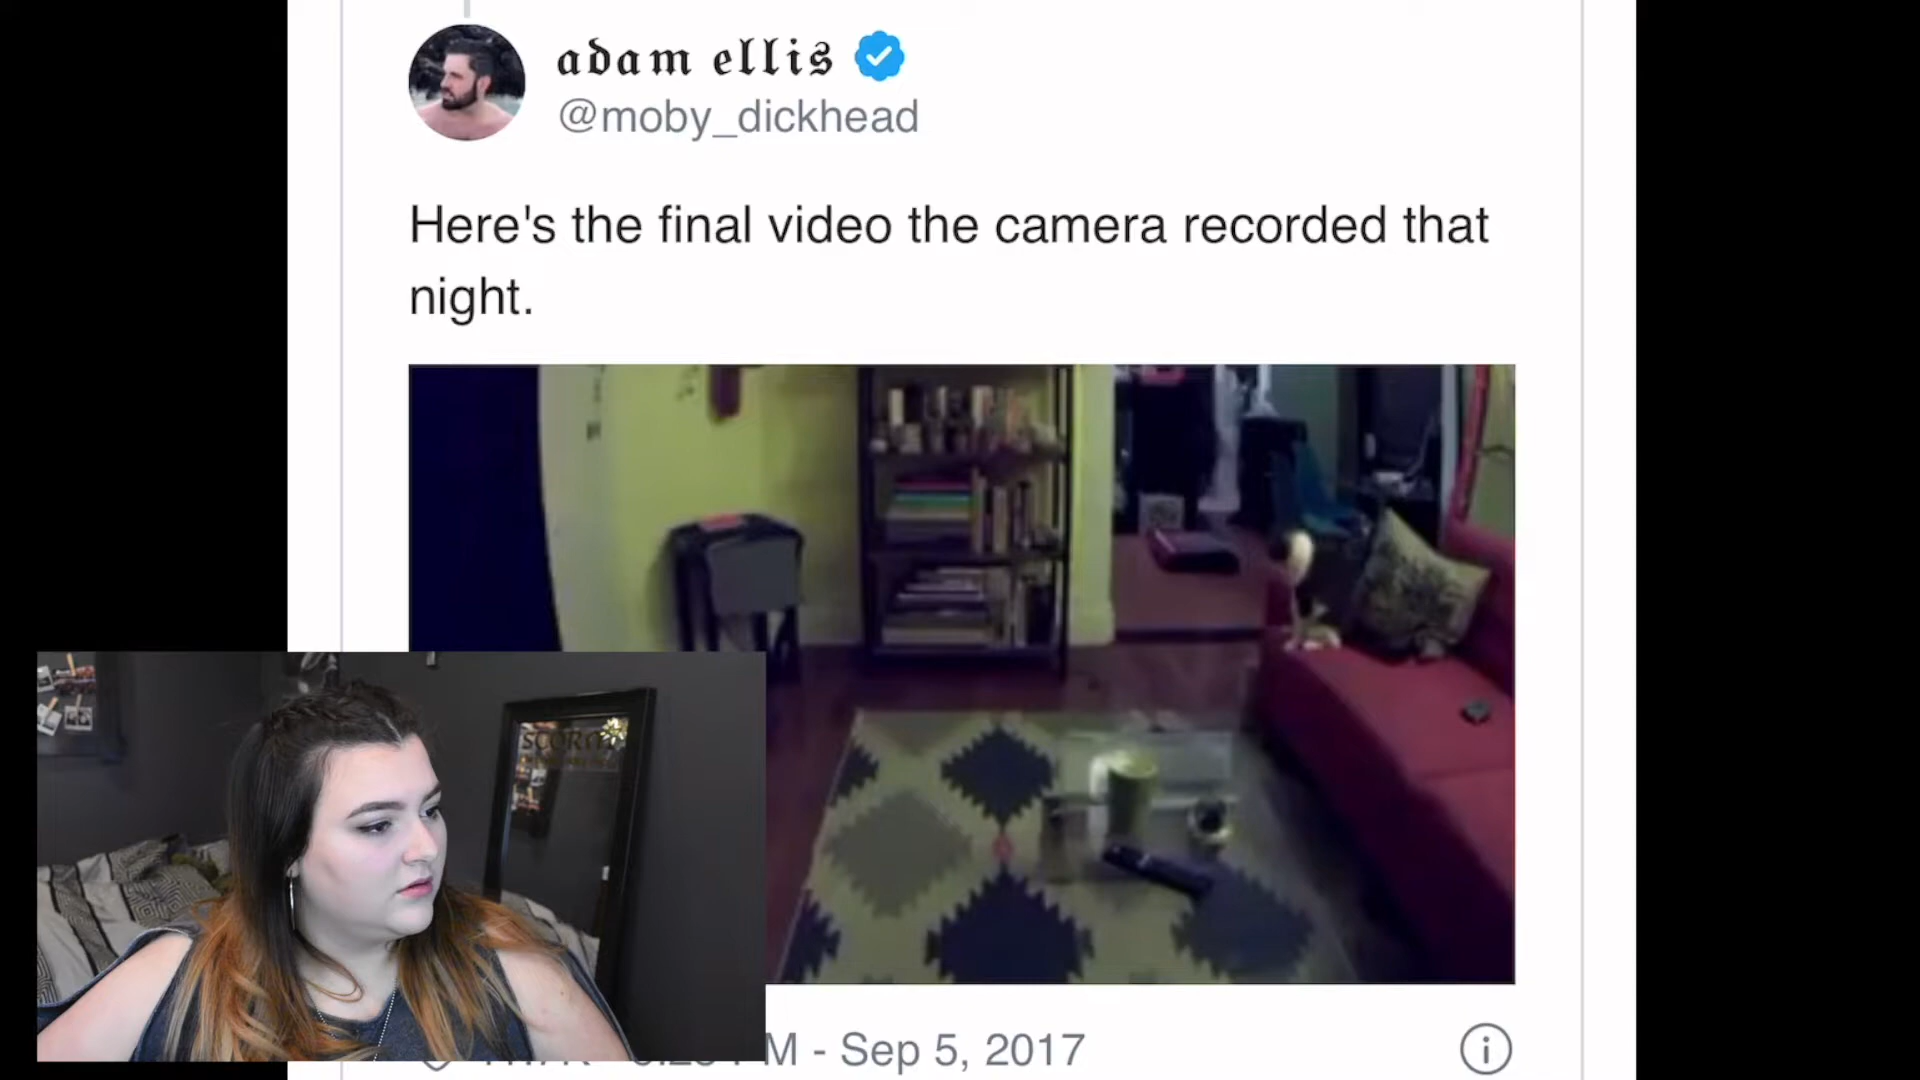 adam ellis
@moby_dickhead
Here's the final video the camera recorded that
night.
M - Sep 5, 2017